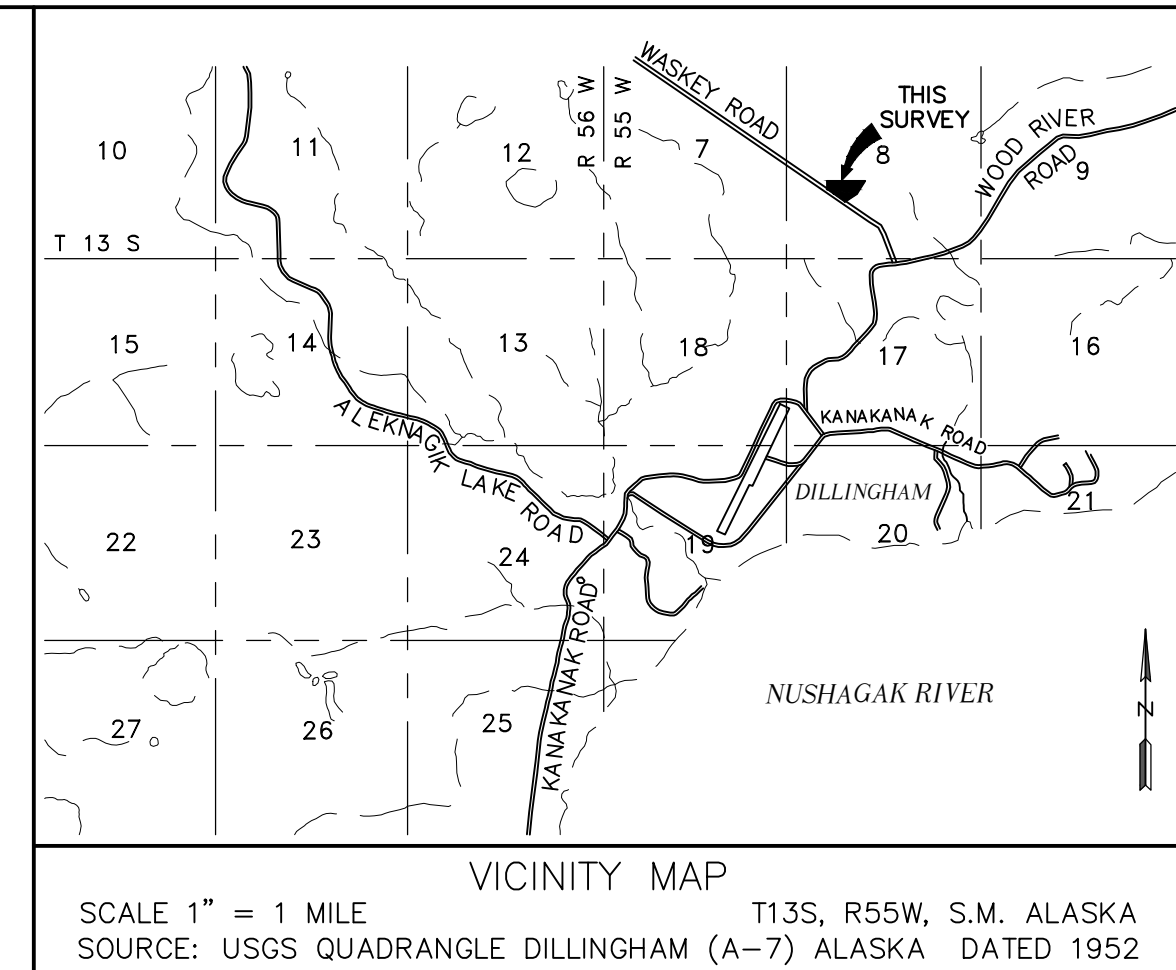 WASKEY ROAD
THIS
SURVEY
WOOD RIVER
ROAD
10
11
12
R 56 W
R 55 W
7
8
9
T 13 S
15
14
13
18
17
16
ALEKNAGIK LAKE ROAD
KANAKANAK ROAD
DILLINGHAM
22
23
24
19
20
21
KANAKANAK ROAD
27
26
25
NUSHAGAK RIVER
N
VICINITY MAP
SCALE 1" = 1 MILE
T13S, R55W, S.M. ALASKA
SOURCE: USGS QUADRANGLE DILLINGHAM (A-7) ALASKA DATED 1952